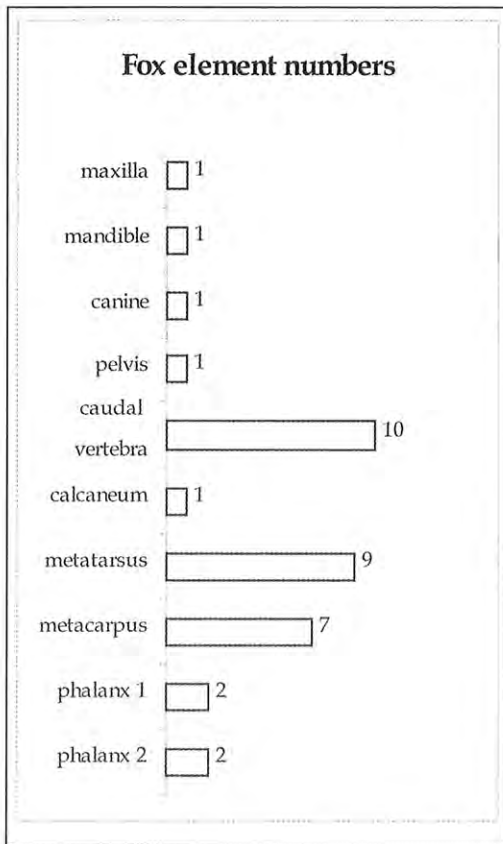 Fox element numbers
maxilla 1
mandible 1
canine 1
pelvis 1
caudal
vertebra 10
calcaneum 1
metatarsus 9
metacarpus 7
phalanx 1 2
phalanx 2 2